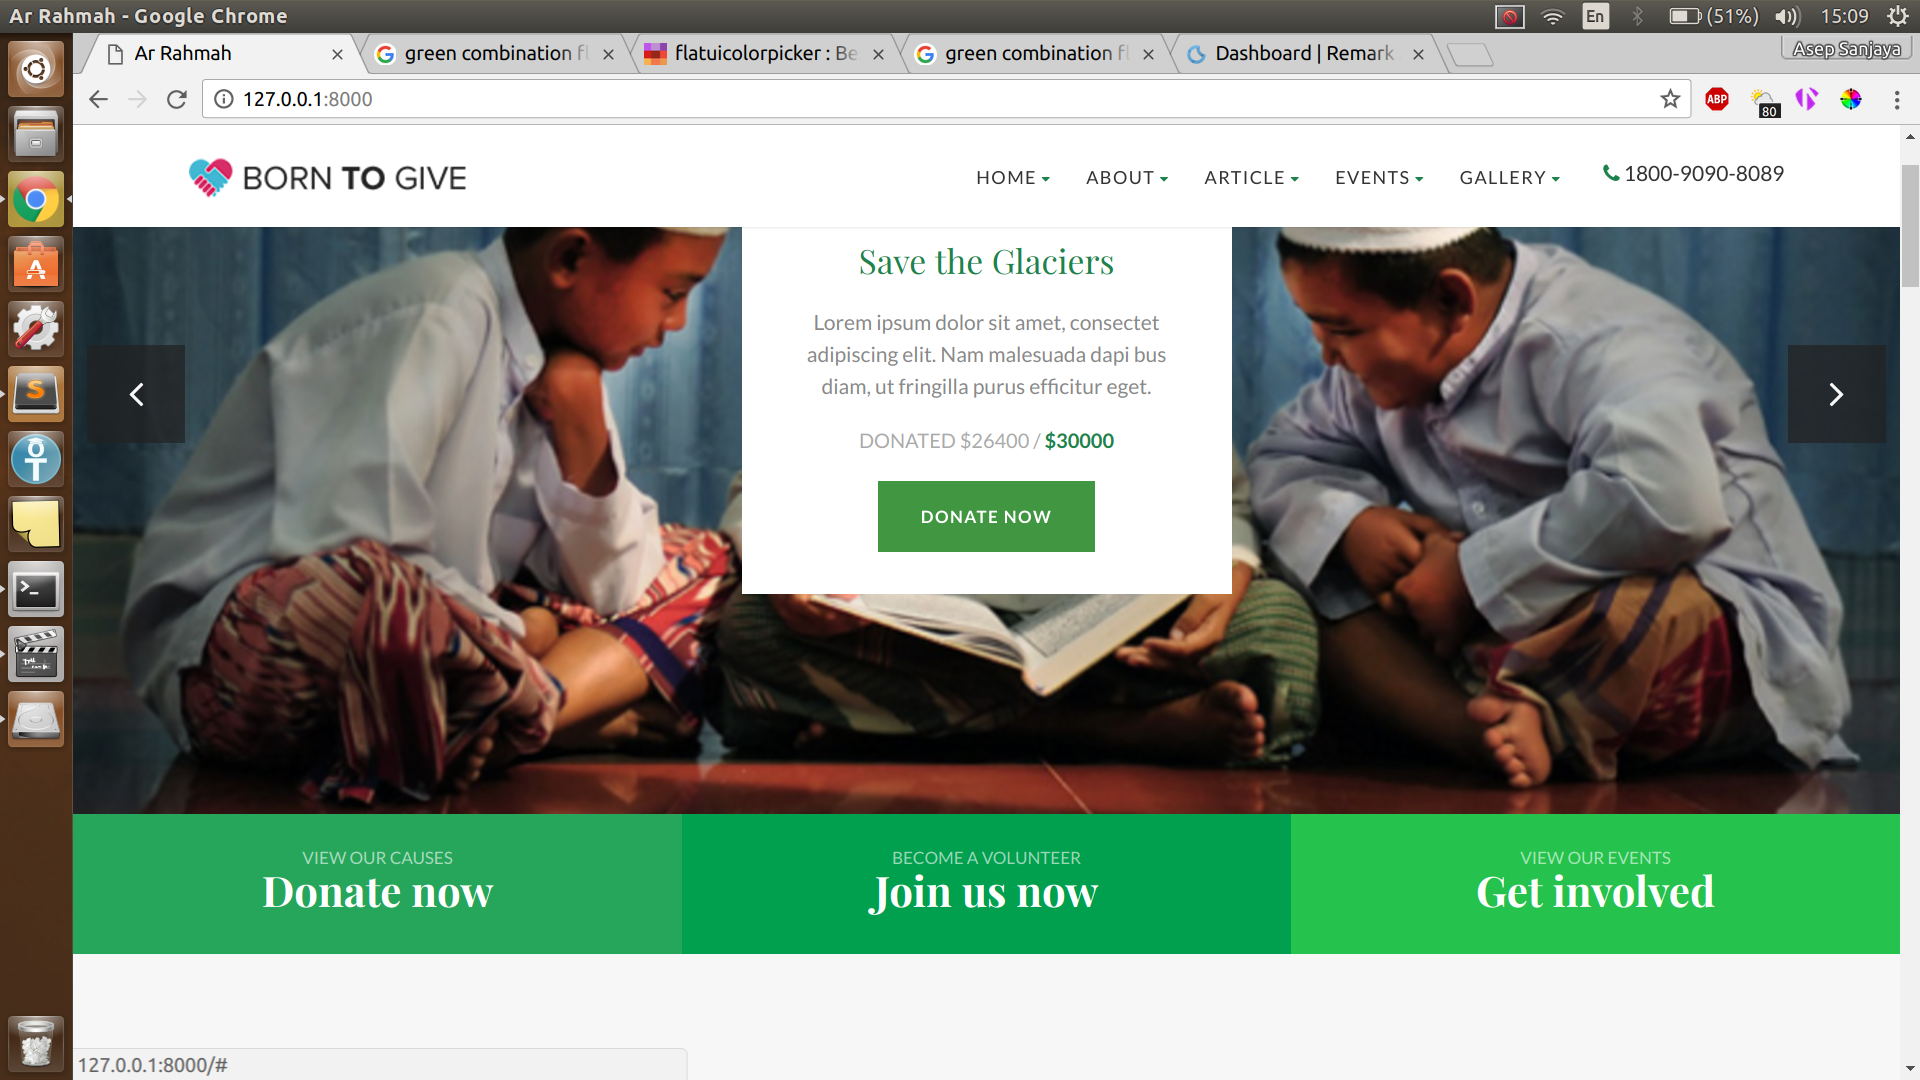 Ar Rahmah - Google Chrome
En
(51%)
15:09
Ar Rahmah
green combination fl
flatuicolorpicker : Be
green combination fl
Dashboard | Remark
Asep Sanjaya
127.0.0.1:8000
ABP
80
BORN TO GIVE
HOME
ABOUT
ARTICLE
EVENTS
GALLERY
1800-9090-8089
Save the Glaciers
Lorem ipsum dolor sit amet, consectet
adipiscing elit. Nam malesuada dapi bus
diam, ut fringilla purus efficitur eget.
DONATED $26400 / $30000
DONATE NOW
VIEW OUR CAUSES
Donate now
BECOME A VOLUNTEER
Join us now
VIEW OUR EVENTS
Get involved
127.0.0.1:8000/#